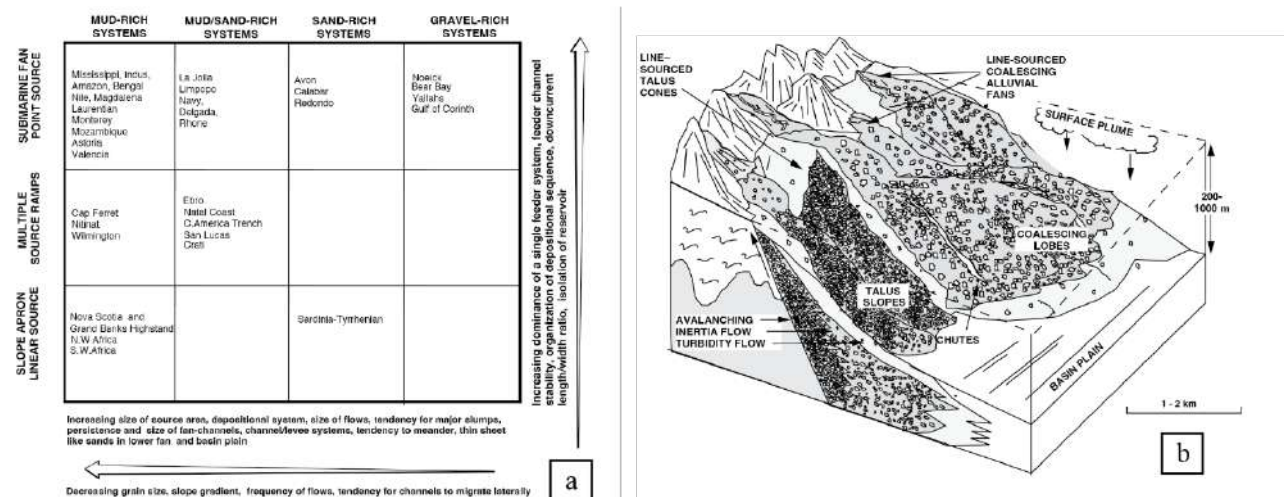 MUD-RICH
SYSTEMS
MUD/SAND-RICH
SYSTEMS
SAND-RICH
SYSTEMS
GRAVEL-RICH
SYSTEMS
SUBMARINE FAN
POINT SOURCE
Mississippi, Indus,
Amazon, Bengal
Nile, Magdalena
Laurentian
Monterey
Mozambique
Astoria
Valencia
La Jolla
Limpopo
Navy,
Delgada,
Rhone
Avon
Calabar
Redondo
Noeick
Bear Bay
Yallahs
Gulf of Corinth
MULTIPLE
SOURCE RAMPS
Cap Ferret
Nitinat
Wilmington
Ebro
Natal Coast
C.America Trench
San Lucas
Crati
SLOPE APRON
LINEAR SOURCE
Nova Scotia and
Grand Banks Highstand
N.W Africa
S.W.Africa
Sardinia-Tyrrhenian
Increasing dominance of a single feeder system, feeder channel
stability, organization of depositional sequence, downcurrent
length/width ratio, isolation of reservoir
Increasing size of source area, depositional system, size of flows, tendency for major slumps,
persistence and size of fan-channels, channel/levee systems, tendency to meander, thin sheet
like sands in lower fan and basin plain
Decreasing grain size, slope gradient, frequency of flows, tendency for channels to migrate laterally
a
LINE-
SOURCED
TALUS
CONES
LINE-SOURCED
COALESCING
ALLUVIAL
FANS
SURFACE PLUME
200-
1000 m
COALESCING
LOBES
TALUS
SLOPES
AVALANCHING
INERTIA FLOW
TURBIDITY FLOW
CHUTES
BASIN PLAIN
1 - 2 km
b